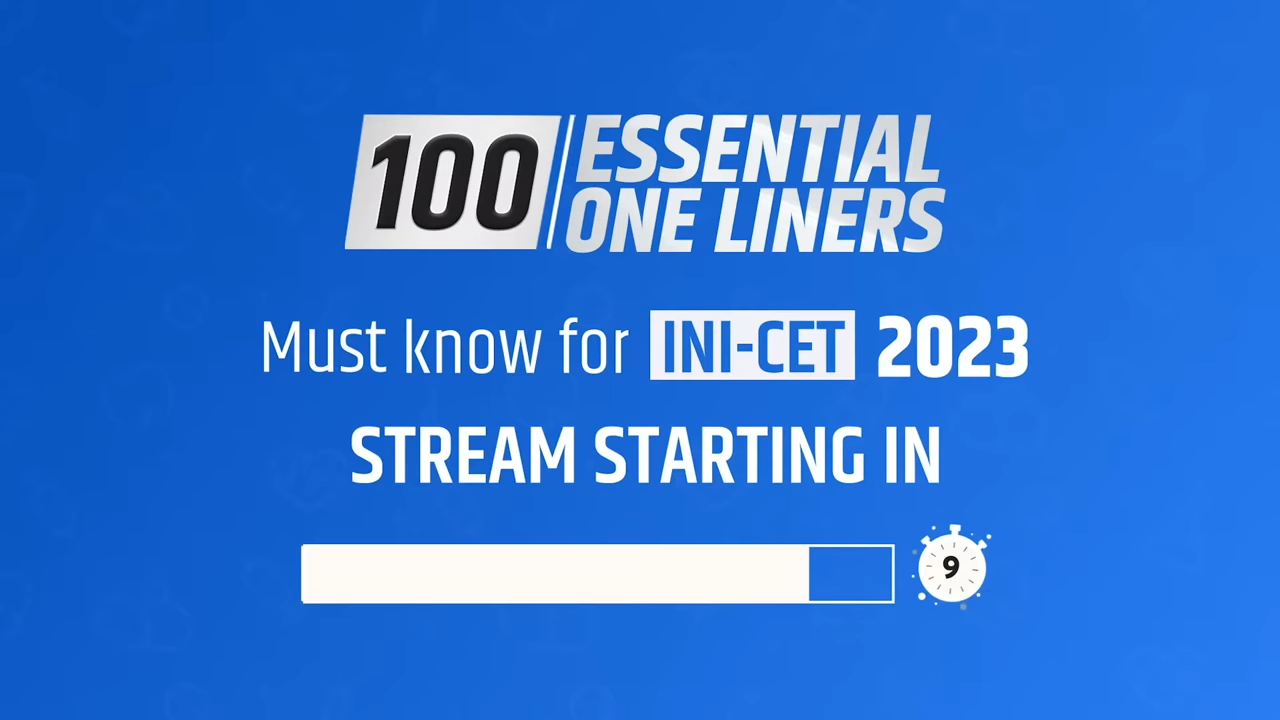 100 ESSENTIAL
ONE LINERS
Must know for INI-CET 2023
STREAM STARTING IN
9